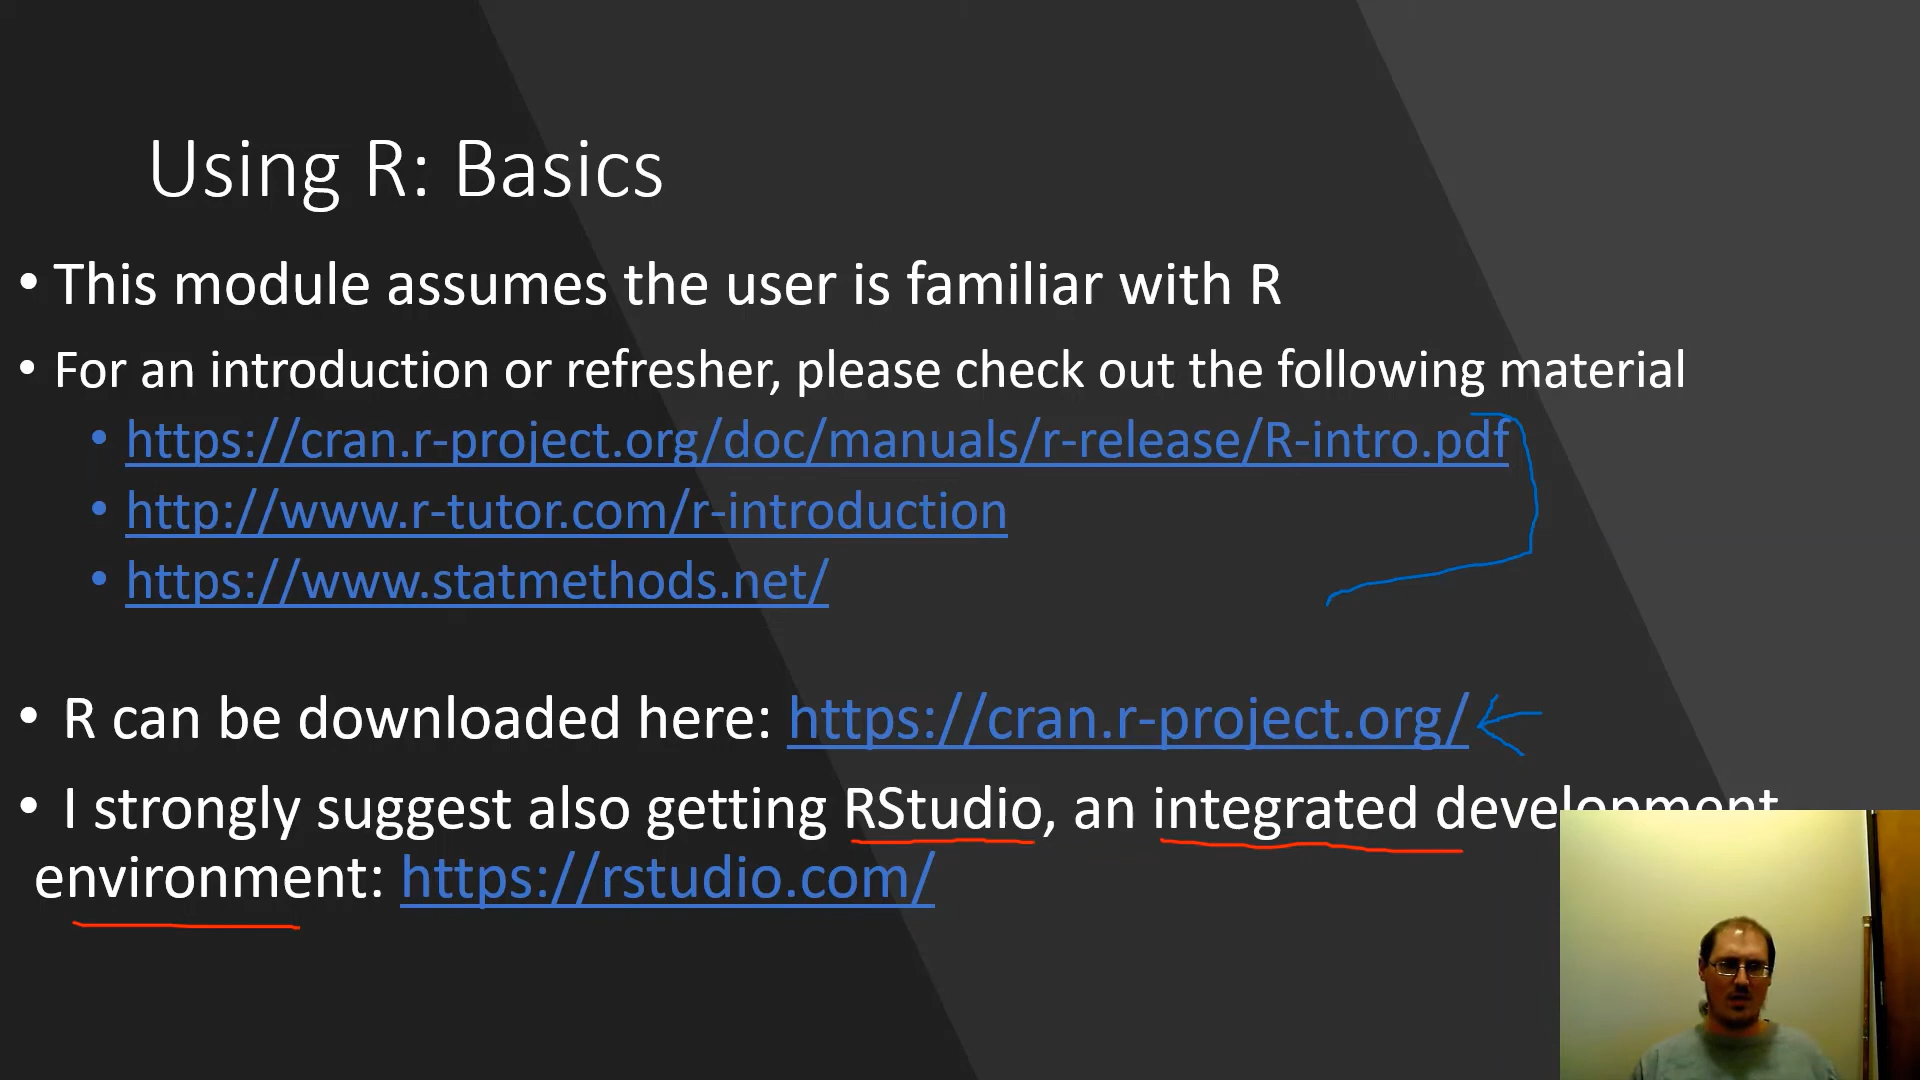 Using R: Basics
• This module assumes the user is familiar with R
• For an introduction or refresher, please check out the following material
• https://cran.r-project.org/doc/manuals/r-release/R-intro.pdf
• http://www.r-tutor.com/r-introduction
• https://www.statmethods.net/
• R can be downloaded here: https://cran.r-project.org/
• I strongly suggest also getting RStudio, an integrated development
environment: https://rstudio.com/